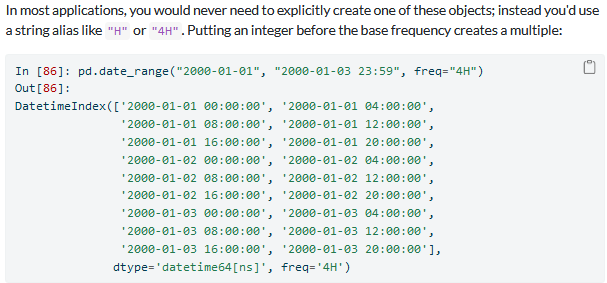 In most applications, you would never need to explicitly create one of these objects; instead you'd use
a string alias like "H" or "4H". Putting an integer before the base frequency creates a multiple:
In [86]: pd.date_range("2000-01-01", "2000-01-03 23:59", freq="4H")
Out[86]:
DatetimeIndex(['2000-01-01 00:00:00', '2000-01-01 04:00:00',
'2000-01-01 08:00:00', '2000-01-01 12:00:00',
'2000-01-01 16:00:00', '2000-01-01 20:00:00',
'2000-01-02 00:00:00', '2000-01-02 04:00:00',
'2000-01-02 08:00:00', '2000-01-02 12:00:00',
'2000-01-02 16:00:00', '2000-01-02 20:00:00',
'2000-01-03 00:00:00', '2000-01-03 04:00:00',
'2000-01-03 08:00:00', '2000-01-03 12:00:00',
'2000-01-03 16:00:00', '2000-01-03 20:00:00'],
dtype='datetime64[ns]', freq='4H')